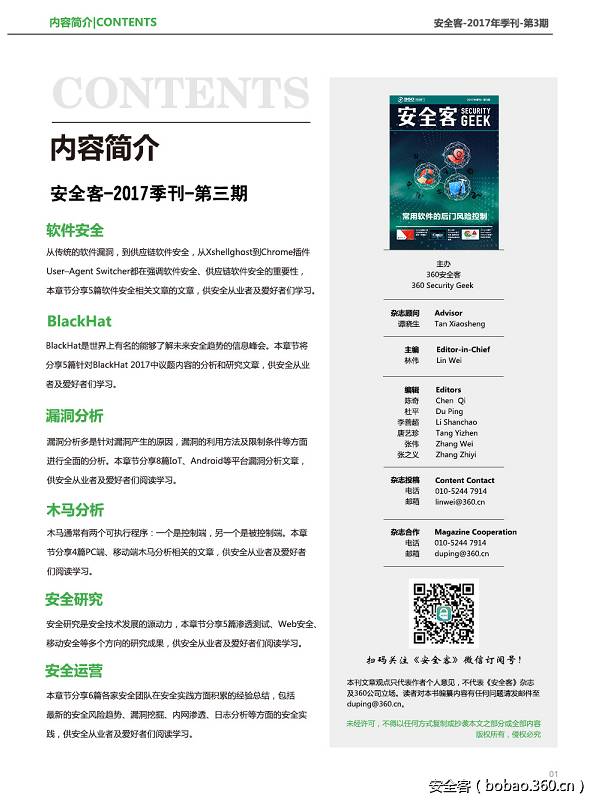 内容简介|CONTENTS
安全客-2017年季刊-第3期
CONTENTS
内容简介
安全客-2017季刊-第三期
软件安全
从传统的软件漏洞，到供应链软件安全，从Xshellghost到Chrome插件
User-Agent Switcher都在强调软件安全、供应链软件安全的重要性，
本章节分享5篇软件安全相关文章的文章，供安全从业者及爱好者们学习。
BlackHat
BlackHat是世界上有名的能够了解未来安全趋势的信息峰会。本章节将
分享5篇针对BlackHat 2017中议题内容的分析和研究文章，供安全从业
者及爱好者们学习。
漏洞分析
漏洞分析多是针对漏洞产生的原因，漏洞的利用方法及限制条件等方面
进行全面的分析。本章节分享8篇IoT、Android等平台漏洞分析文章，
供安全从业者及爱好者们阅读学习。
木马分析
木马通常有两个可执行程序：一个是控制端，另一个是被控制端。本章
节分享4篇PC端、移动端木马分析相关的文章，供安全从业者及爱好者
们阅读学习。
安全研究
安全研究是安全技术发展的源动力，本章节分享5篇渗透测试、Web安全、
移动安全等多个方向的研究成果，供安全从业者及爱好者们阅读学习。
安全运营
本章节分享6篇各家安全团队在安全实践方面积累的经验总结，包括
最新的安全风险趋势、漏洞挖掘、内网渗透、日志分析等方面的安全实
践，供安全从业者及爱好者们阅读学习。
安全客 SECURITY GEEK
常用软件的后门风险控制
主办
360安全客
360 Security Geek
杂志顾问 Advisor
谭晓生 Tan Xiaosheng
主编 Editor-in-Chief
林伟 Lin Wei
编辑 Editors
陈奇 Chen Qi
杜平 Du Ping
李善超 Li Shanchao
唐艺珍 Tang Yizhen
张伟 Zhang Wei
张之义 Zhang Zhiyi
杂志投稿 Content Contact
电话 010-5244 7914
邮箱 linwei@360.cn
杂志合作 Magazine Cooperation
电话 010-5244 7914
邮箱 duping@360.cn
扫码关注《安全客》微信订阅号！
本刊文章观点只代表作者个人意见，不代表《安全客》杂志
及360公司立场。读者对本书编纂内容有任何问题请发邮件至
duping@360.cn。
未经许可，不得以任何方式复制或抄袭本文之部分或全部内容
版权所有，侵权必究
01
安全客（bobao.360.cn）